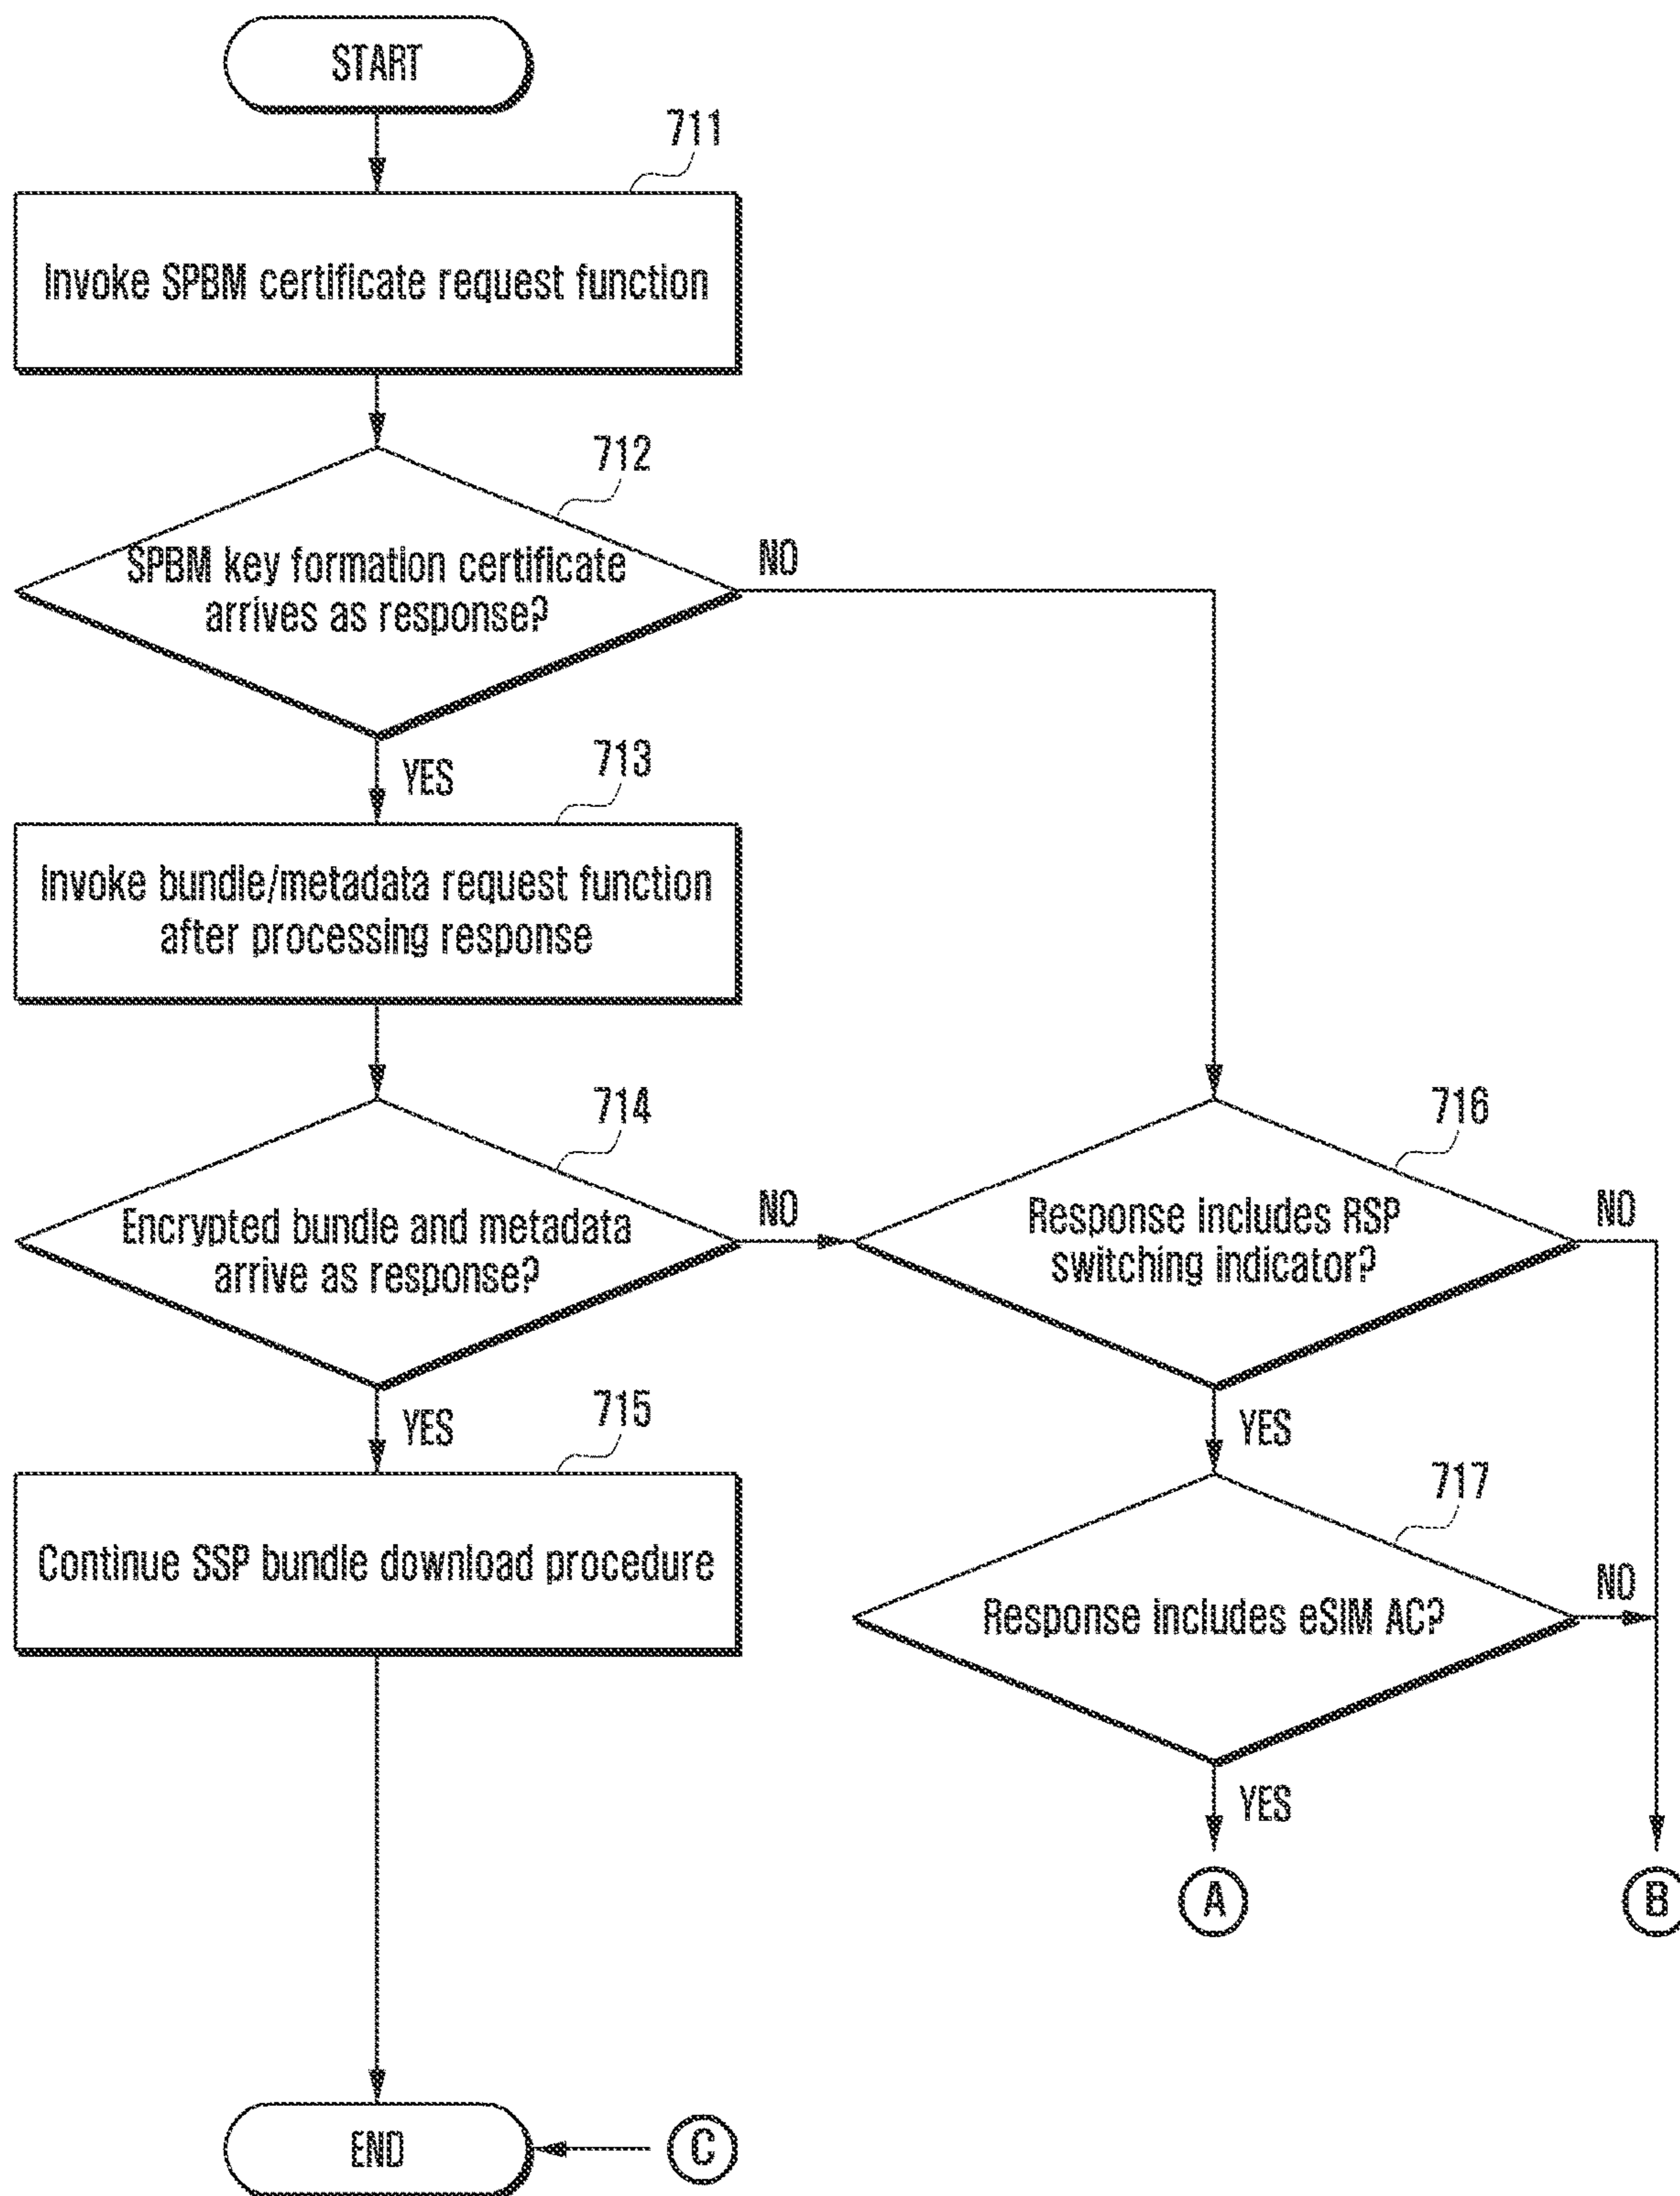 START
711
Invoke SPBM certificate request function
712
SPBM key formation certificate
arrives as response?
NO
YES
713
Invoke bundle/metadata request function
after processing response
714
Encrypted bundle and metadata
arrive as response?
NO
716
Response includes RSP
switching indicator?
NO
YES
715
Continue SSP bundle download procedure
YES
717
Response includes eSIM AC?
NO
YES
A
B
END
C